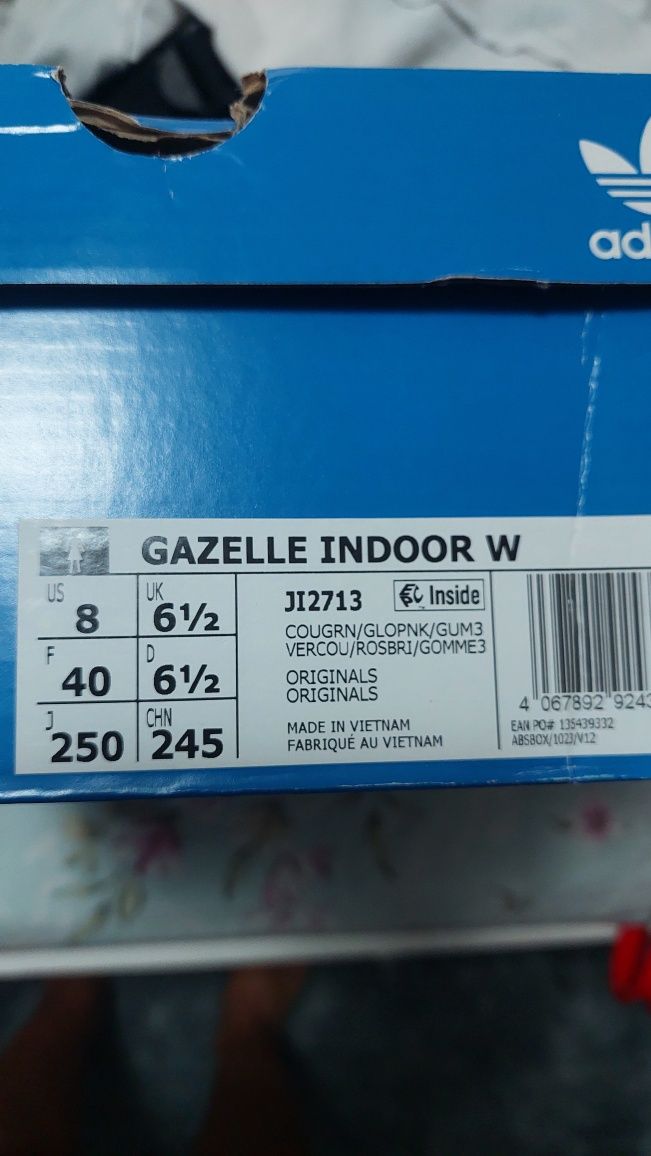 GAZELLE INDOOR W
US 8 UK 6½
F 40 D 6½
J 250 CHN 245
JI2713 Inside
COUGRN/GLOPNK/GUM3
VERCOU/ROSBRI/GOMME3
ORIGINALS
ORIGINALS
MADE IN VIETNAM
FABRIQUÉ AU VIETNAM
4 067892 9243
EAN PO# 135439332
ABSBOX/1023/V12